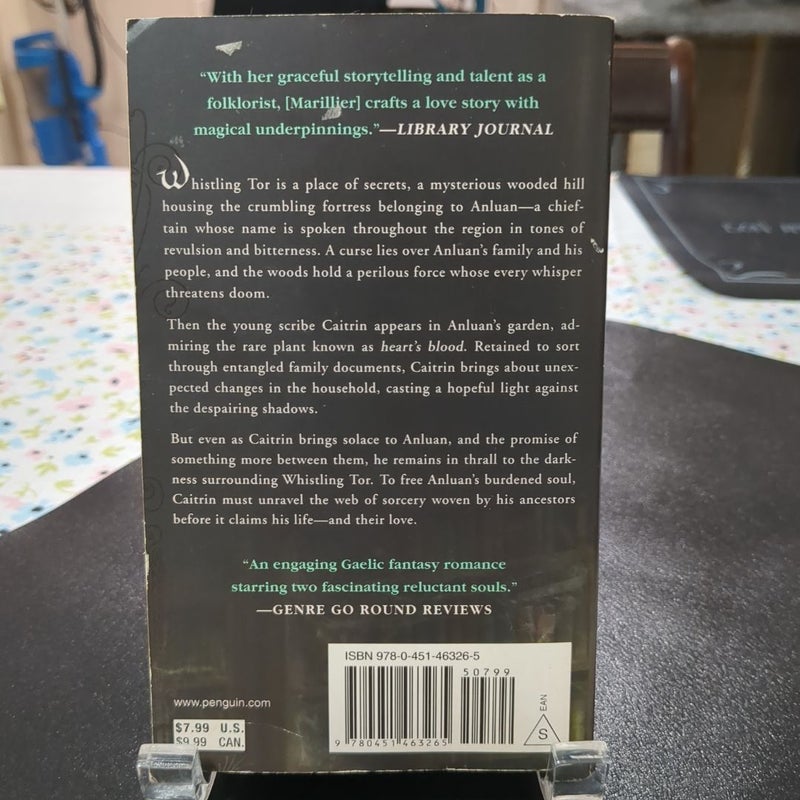 “With her graceful storytelling and talent as a
folklorist, [Marillier] crafts a love story with
magical underpinnings.”—LIBRARY JOURNAL
Whistling Tor is a place of secrets, a mysterious wooded hill
housing the crumbling fortress belonging to Anluan—a chief-
tain whose name is spoken throughout the region in tones of
revulsion and bitterness. A curse lies over Anluan’s family and his
people, and the woods hold a perilous force whose every whisper
threatens doom.
Then the young scribe Caitrin appears in Anluan’s garden, ad-
miring the rare plant known as heart’s blood. Retained to sort
through entangled family documents, Caitrin brings about unex-
pected changes in the household, casting a hopeful light against
the despairing shadows.
But even as Caitrin brings solace to Anluan, and the promise of
something more between them, he remains in thrall to the dark-
ness surrounding Whistling Tor. To free Anluan’s burdened soul,
Caitrin must unravel the web of sorcery woven by his ancestors
before it claims his life—and their love.
“An engaging Gaelic fantasy romance
starring two fascinating reluctant souls.”
—GENRE GO ROUND REVIEWS
ISBN 978-0-451-46326-5
50799
9 780451 463265
EAN
S
www.penguin.com
$7.99 U.S.
$9.99 CAN.